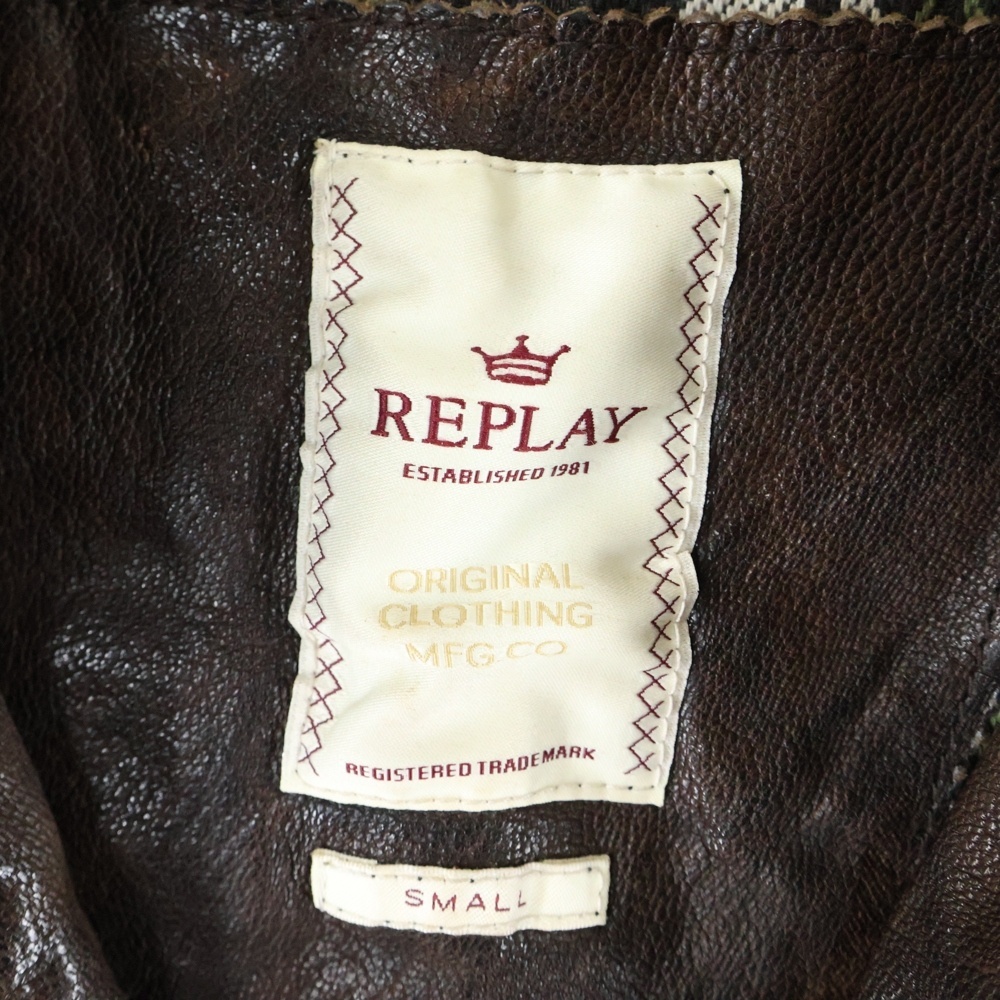 REPLAY
ESTABLISHED 1981
ORIGINAL
CLOTHING
MFG.CO
REGISTERED TRADEMARK
SMALL